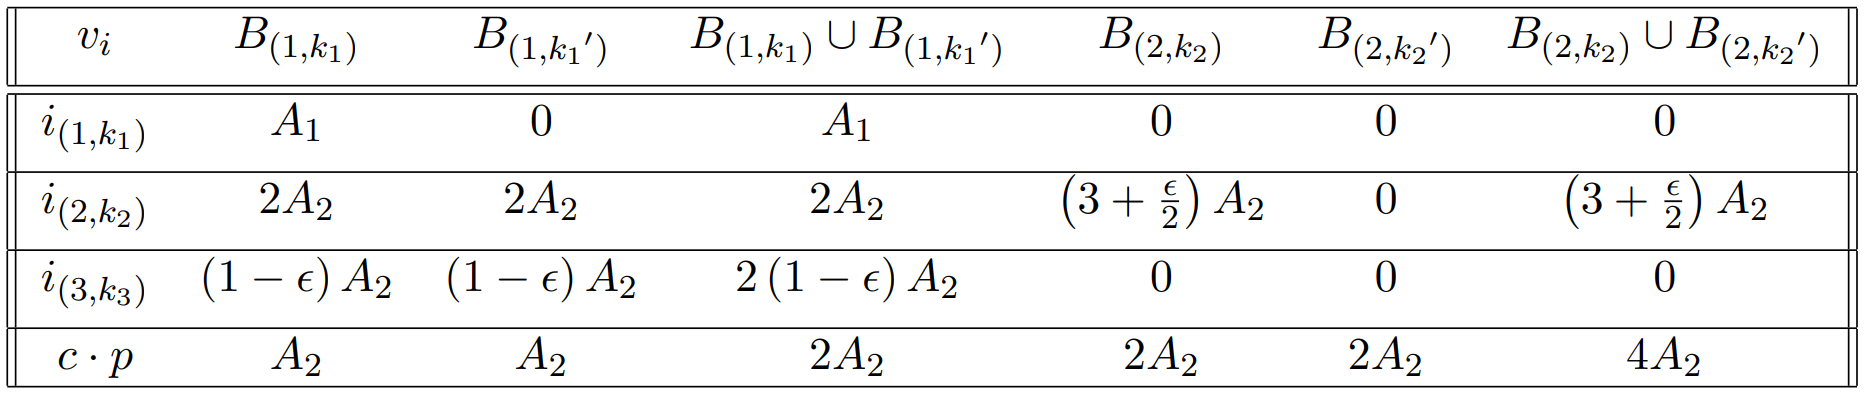 v_i B_(1,k_1) B_(1,k_1′) B_(1,k_1) ∪ B_(1,k_1′) B_(2,k_2) B_(2,k_2′) B_(2,k_2) ∪ B_(2,k_2′)
i_(1,k_1) A_1 0 A_1 0 0 0
i_(2,k_2) 2A_2 2A_2 2A_2 (3 + ϵ/2) A_2 0 (3 + ϵ/2) A_2
i_(3,k_3) (1 − ϵ) A_2 (1 − ϵ) A_2 2 (1 − ϵ) A_2 0 0 0
c · p A_2 A_2 2A_2 2A_2 2A_2 4A_2